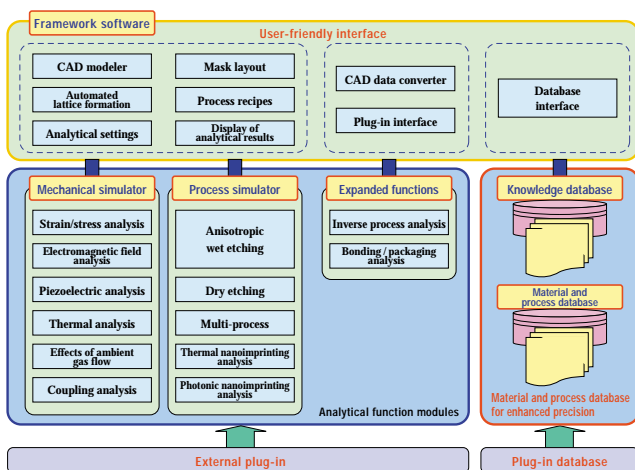 Framework software
User-friendly interface
CAD modeler
Automated
lattice formation
Analytical settings
Mask layout
Process recipes
Display of
analytical results
CAD data converter
Plug-in interface
Database
interface
Mechanical simulator
Strain/stress analysis
Electromagnetic field
analysis
Piezoelectric analysis
Thermal analysis
Effects of ambient
gas flow
Coupling analysis
Process simulator
Anisotropic
wet etching
Dry etching
Multi-process
Thermal nanoimprinting
analysis
Photonic nanoimprinting
analysis
Expanded functions
Inverse process analysis
Bonding / packaging
analysis
Analytical function modules
Knowledge database
Material and
process database
Material and process database
for enhanced precision
External plug-in
Plug-in database